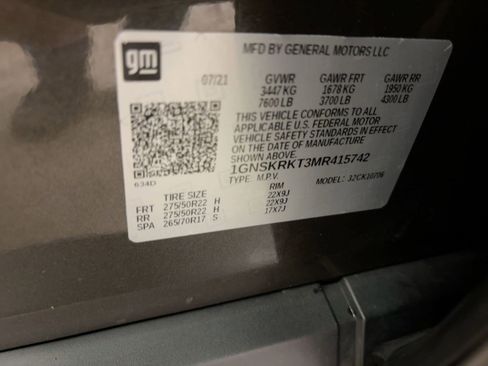 gm
MFD BY GENERAL MOTORS LLC
07/21 GVWR GAWR FRT GAWR RR
3447 KG 1678 KG 1950 KG
7600 LB 3700 LB 4300 LB
THIS VEHICLE CONFORMS TO ALL
APPLICABLE U.S. FEDERAL MOTOR
VEHICLE SAFETY STANDARDS IN EFFECT
ON THE DATE OF MANUFACTURE
SHOWN ABOVE.
1GNSKRKT3MR415742
TYPE: M.P.V. MODEL: 32CK10706
634D
TIRE SIZE RIM
FRT 275/50R22 H 22X9J
RR 275/50R22 H 22X9J
SPA 265/70R17 S 17X7J